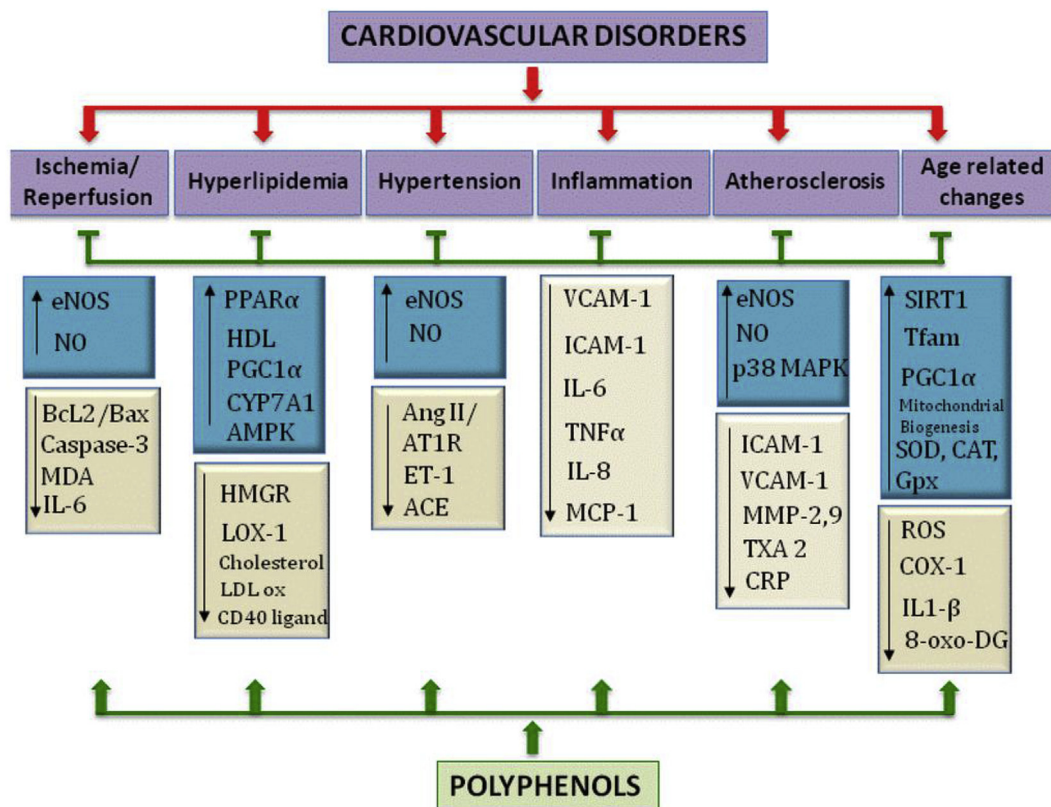 CARDIOVASCULAR DISORDERS
Ischemia/
Reperfusion
Hyperlipidemia
Hypertension
Inflammation
Atherosclerosis
Age related
changes
eNOS
NO
BcL2/Bax
Caspase-3
MDA
IL-6
PPARα
HDL
PGC1α
CYP7A1
AMPK
HMGR
LOX-1
Cholesterol
LDL ox
CD40 ligand
eNOS
NO
Ang II/
AT1R
ET-1
ACE
VCAM-1
ICAM-1
IL-6
TNFα
IL-8
MCP-1
eNOS
NO
p38 MAPK
ICAM-1
VCAM-1
MMP-2,9
TXA 2
CRP
SIRT1
Tfam
PGC1α
Mitochondrial
Biogenesis
SOD, CAT,
Gpx
ROS
COX-1
IL1-β
8-oxo-DG
POLYPHENOLS